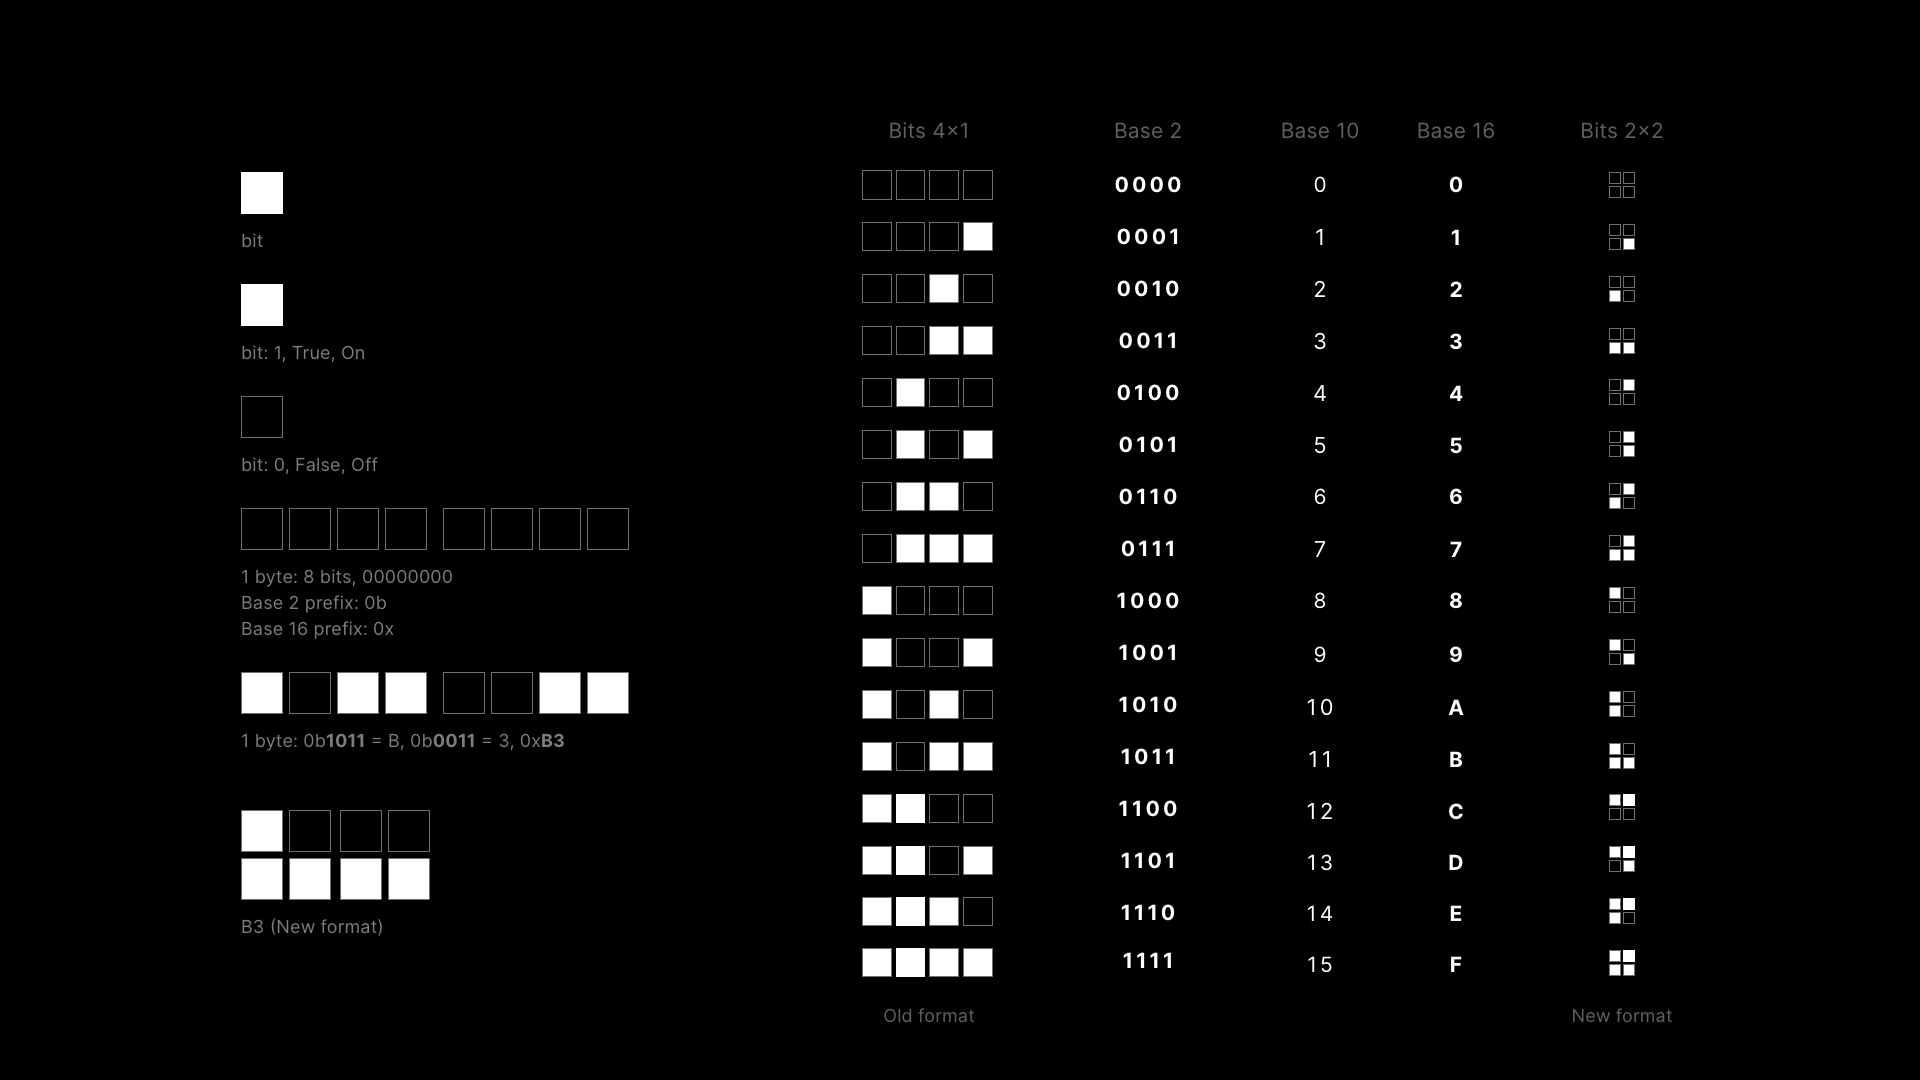 bit
bit: 1, True, On
bit: 0, False, Off
1 byte: 8 bits, 00000000
Base 2 prefix: 0b
Base 16 prefix: 0x
1 byte: 0b1011 = B, 0b0011 = 3, 0xB3
B3 (New format)
Bits 4×1 Base 2 Base 10 Base 16 Bits 2×2
0000 0 0
0001 1 1
0010 2 2
0011 3 3
0100 4 4
0101 5 5
0110 6 6
0111 7 7
1000 8 8
1001 9 9
1010 10 A
1011 11 B
1100 12 C
1101 13 D
1110 14 E
1111 15 F
Old format New format